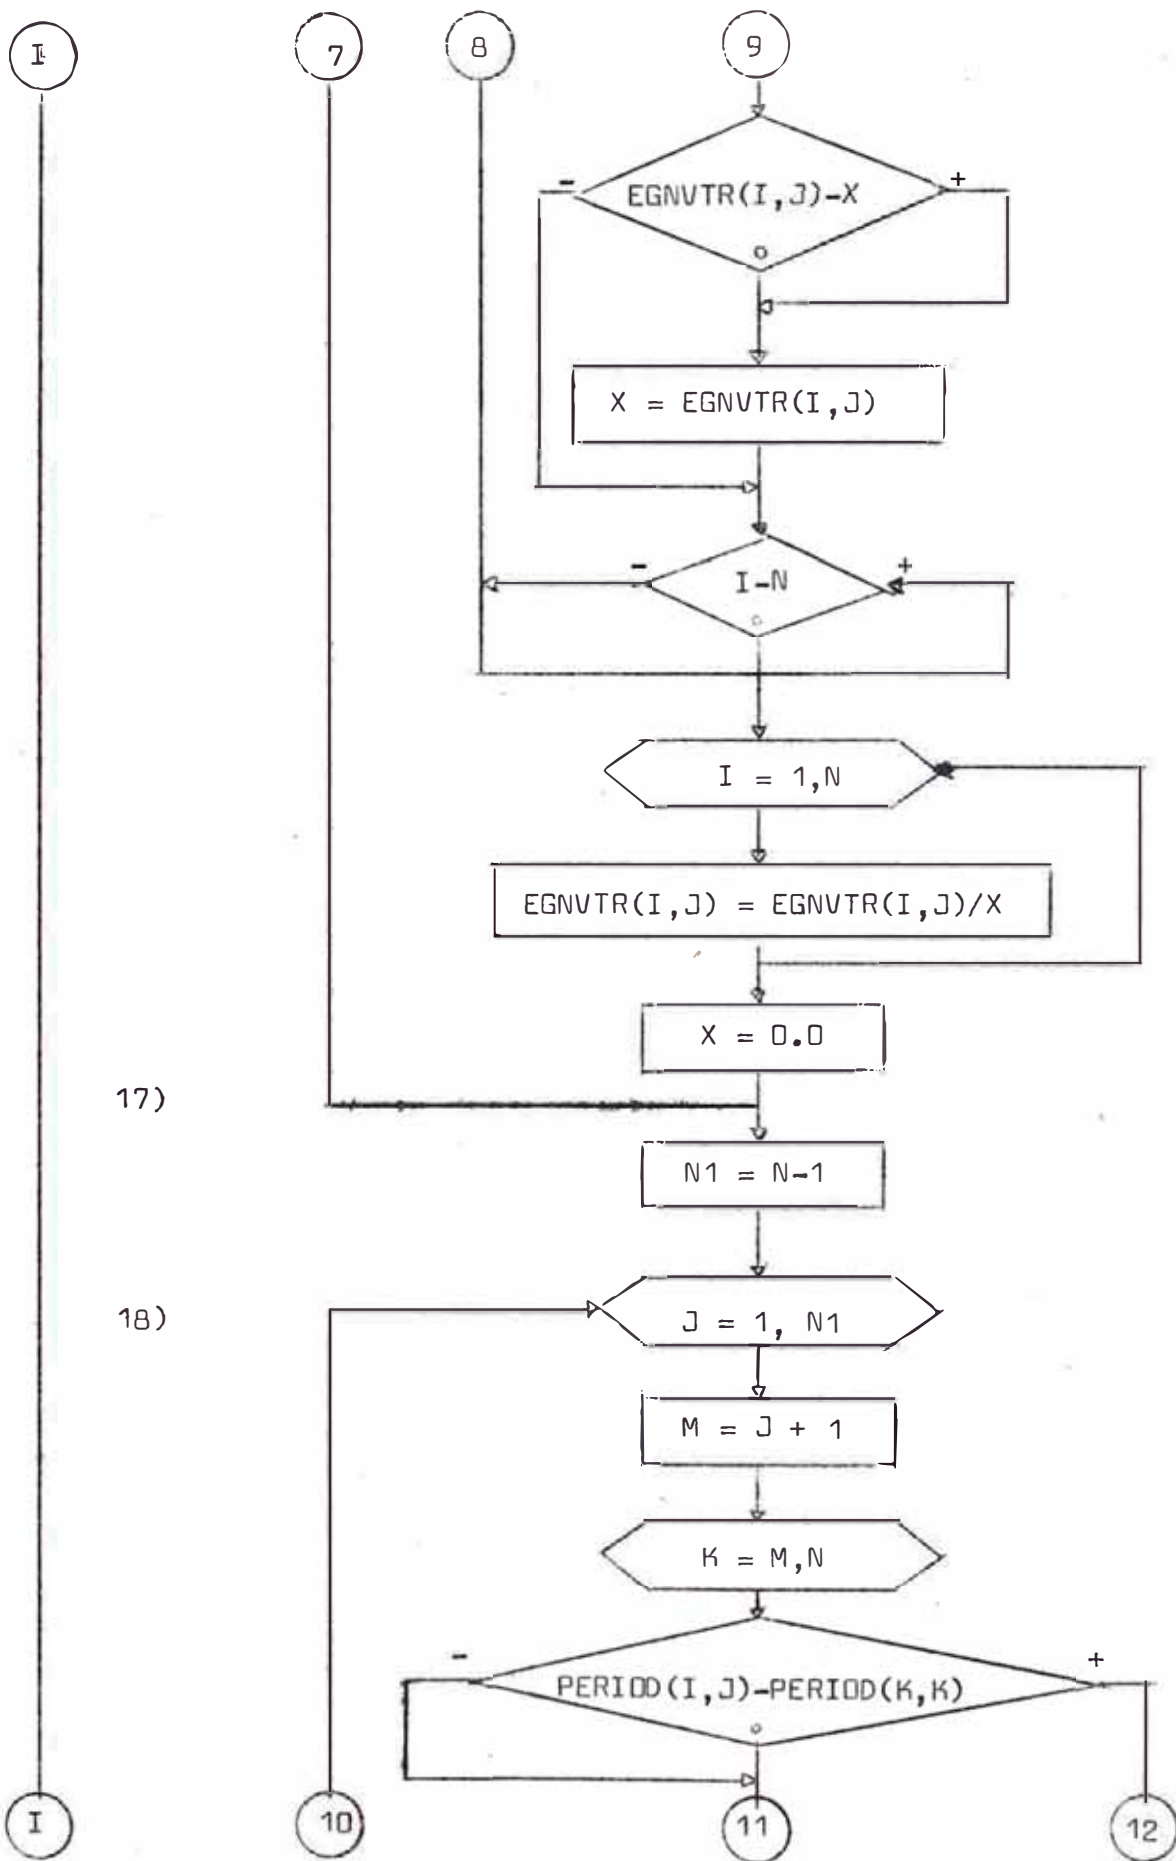 I 7 8 9
- +
EGNVTR(I,J)-X
0
X = EGNVTR(I,J)
- +
I-N
0
I = 1,N
EGNVTR(I,J) = EGNVTR(I,J)/X
X = 0.0
17)
N1 = N-1
18)
J = 1, N1
M = J + 1
K = M,N
- +
PERIOD(I,J)-PERIOD(K,K)
0
I 10 11 12